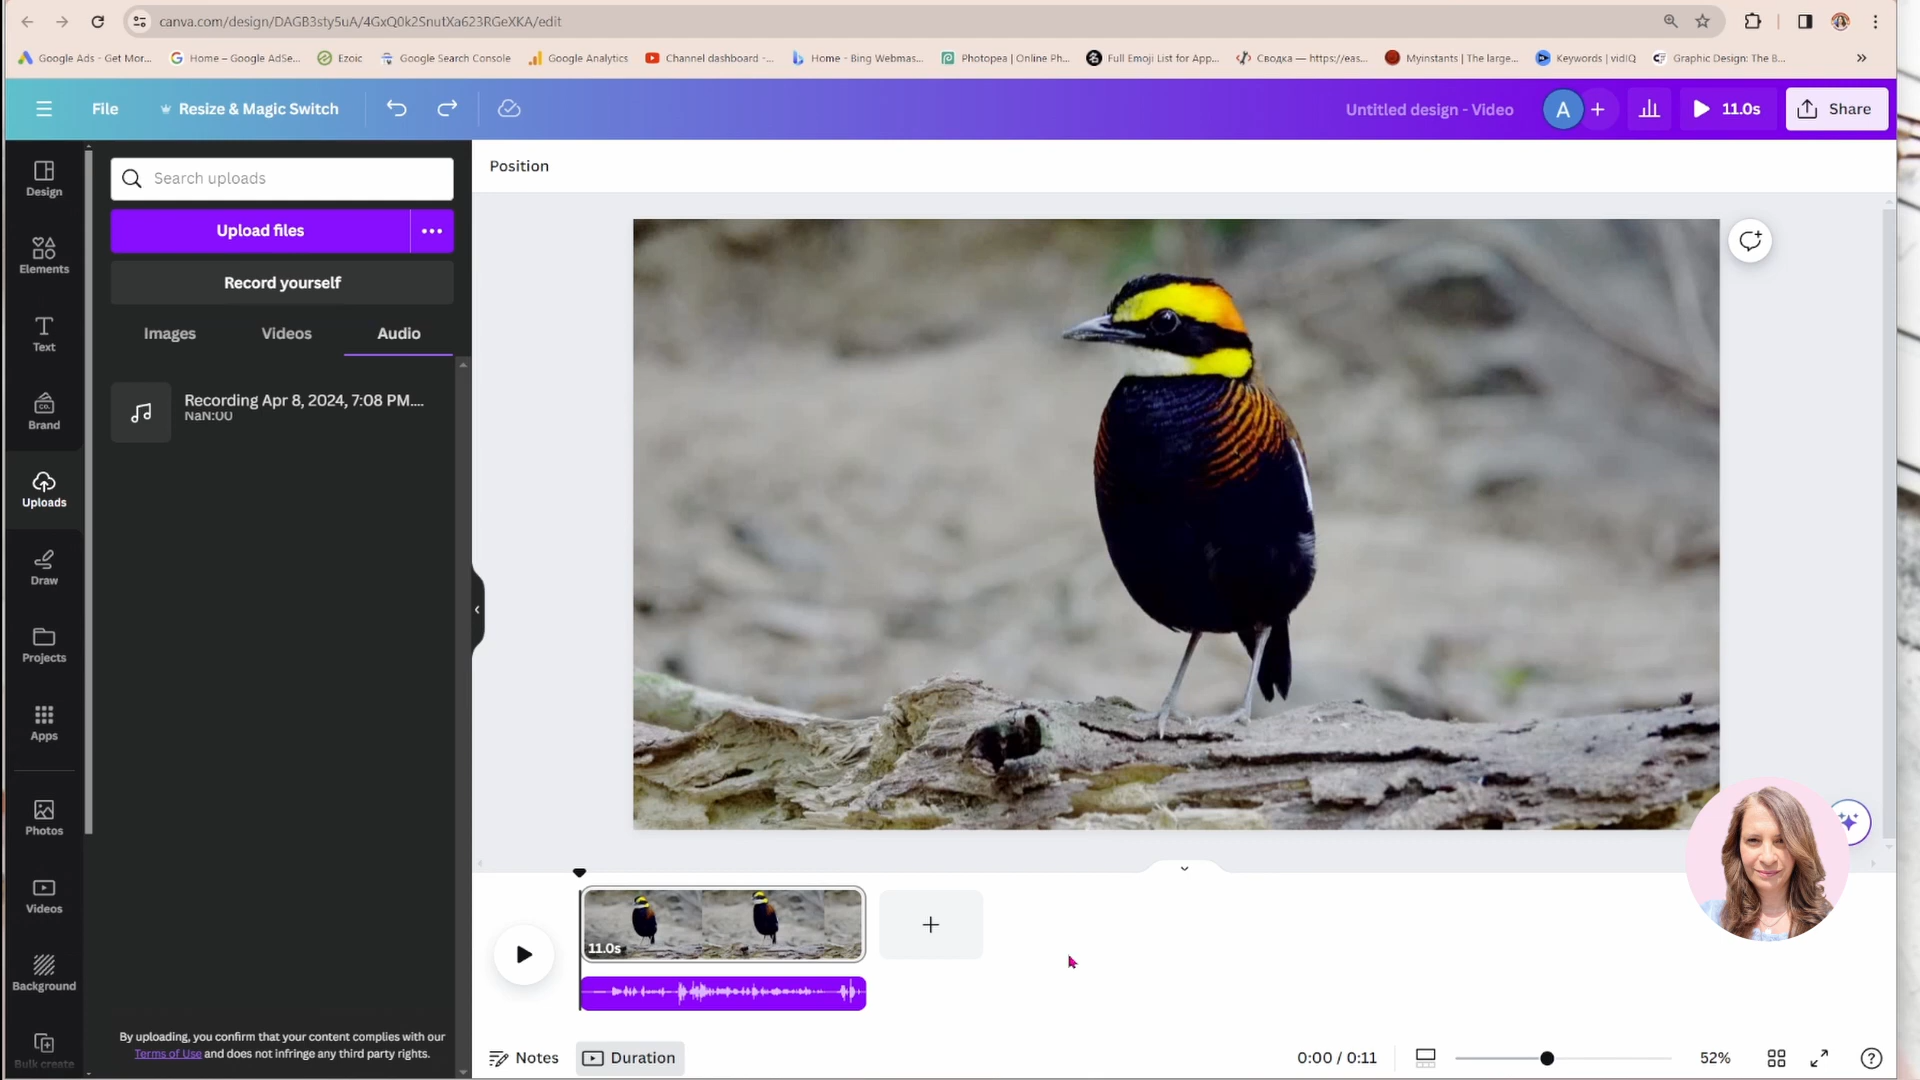 canva.com/design/DAGB3sty5uA/4GxQ0k2SnutXa623RGeXKA/edit
Google Ads - Get Mor...
Home – Google AdSe...
Ezoic
Google Search Console
Google Analytics
Channel dashboard -...
Home - Bing Webmas...
Photopea | Online Ph...
Full Emoji List for App...
Сводка — https://eas...
Myinstants | The large...
Keywords | vidIQ
Graphic Design: The B...
»
File
Resize & Magic Switch
Untitled design - Video
A
+
11.0s
Share
Design
Elements
Text
Brand
Uploads
Draw
Projects
Apps
Photos
Videos
Background
Bulk create
Search uploads
Upload files
Record yourself
Images
Videos
Audio
Recording Apr 8, 2024, 7:08 PM....
NaN:00
By uploading, you confirm that your content complies with our
Terms of Use and does not infringe any third party rights.
Position
11.0s
Notes
Duration
0:00 / 0:11
52%